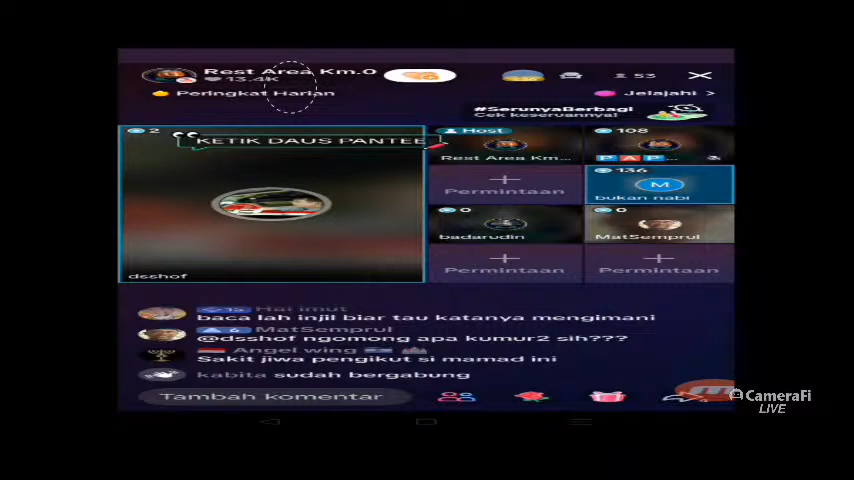 Rest Area Km.0
13.4K
53
Peringkat Harian
Jelajahi >
#SerunyaBerbagi
Cek keseruannya!
2
KETIK DAUS PANTEE
dsshof
Host
Rest Area Km...
108
P A P...
Permintaan
136
M
bukan nabi
0
badarudin
0
MatSemprul
Permintaan
Permintaan
Hai imut
baca lah injil biar tau katanya mengimani
6 MatSemprul
@dsshof ngomong apa kumur2 sih???
Angel wing
Sakit jiwa pengikut si mamad ini
kabita sudah bergabung
Tambah komentar
CameraFi
LIVE